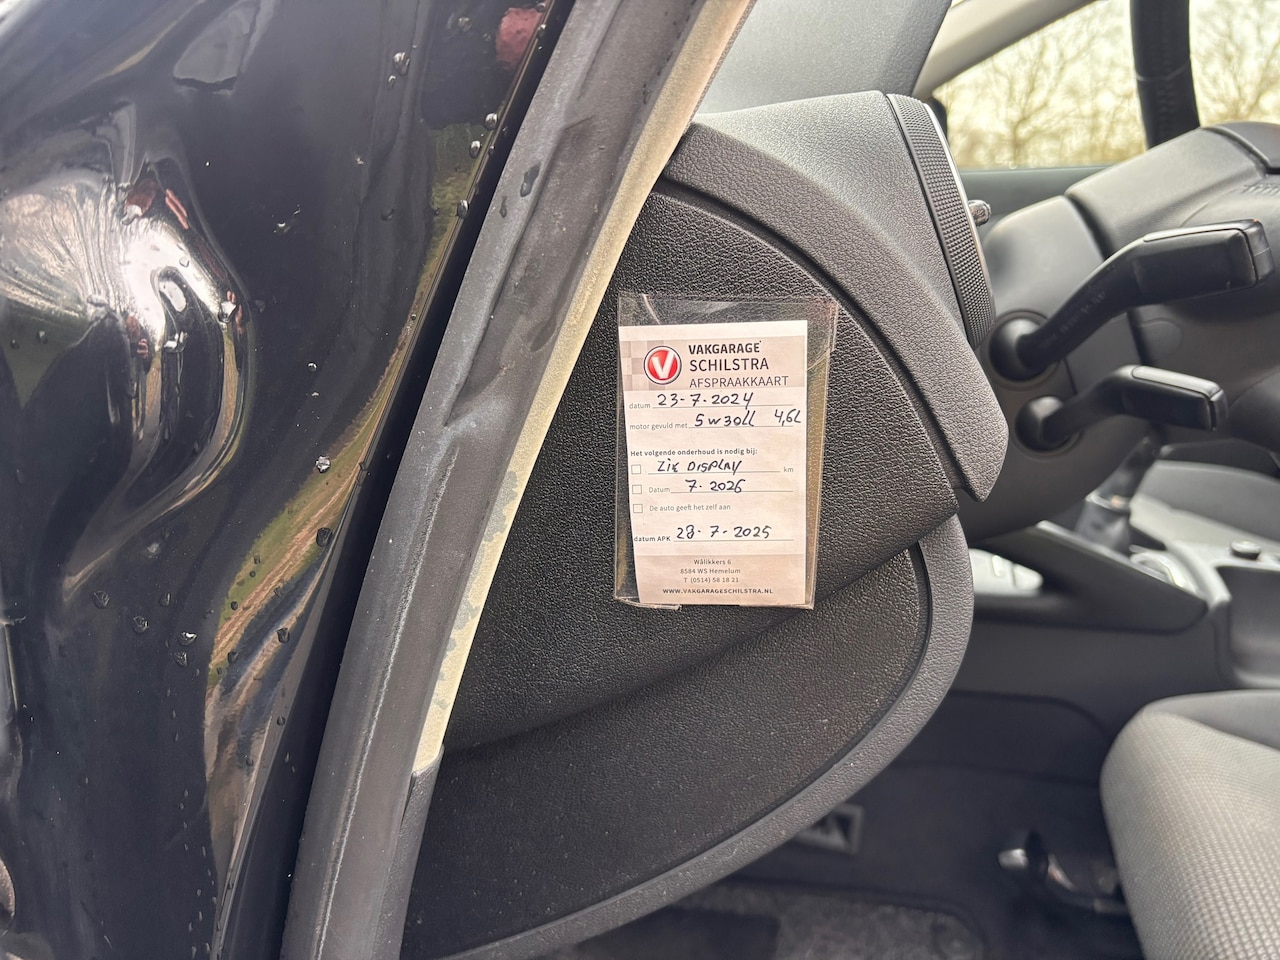 VAKGARAGE
SCHILSTRA
AFSPRAAKKAART
datum 23-7-2024
motor gevuld met 5w30LL 4,6L
Het volgende onderhoud is nodig bij:
Zie DISPLAY km
Datum 7-2026
De auto geeft het zelf aan
datum APK 28-7-2025
Wâlikkers 6
8584 WS Hemelum
T (0514) 58 18 21
WWW.VAKGARAGESCHILSTRA.NL